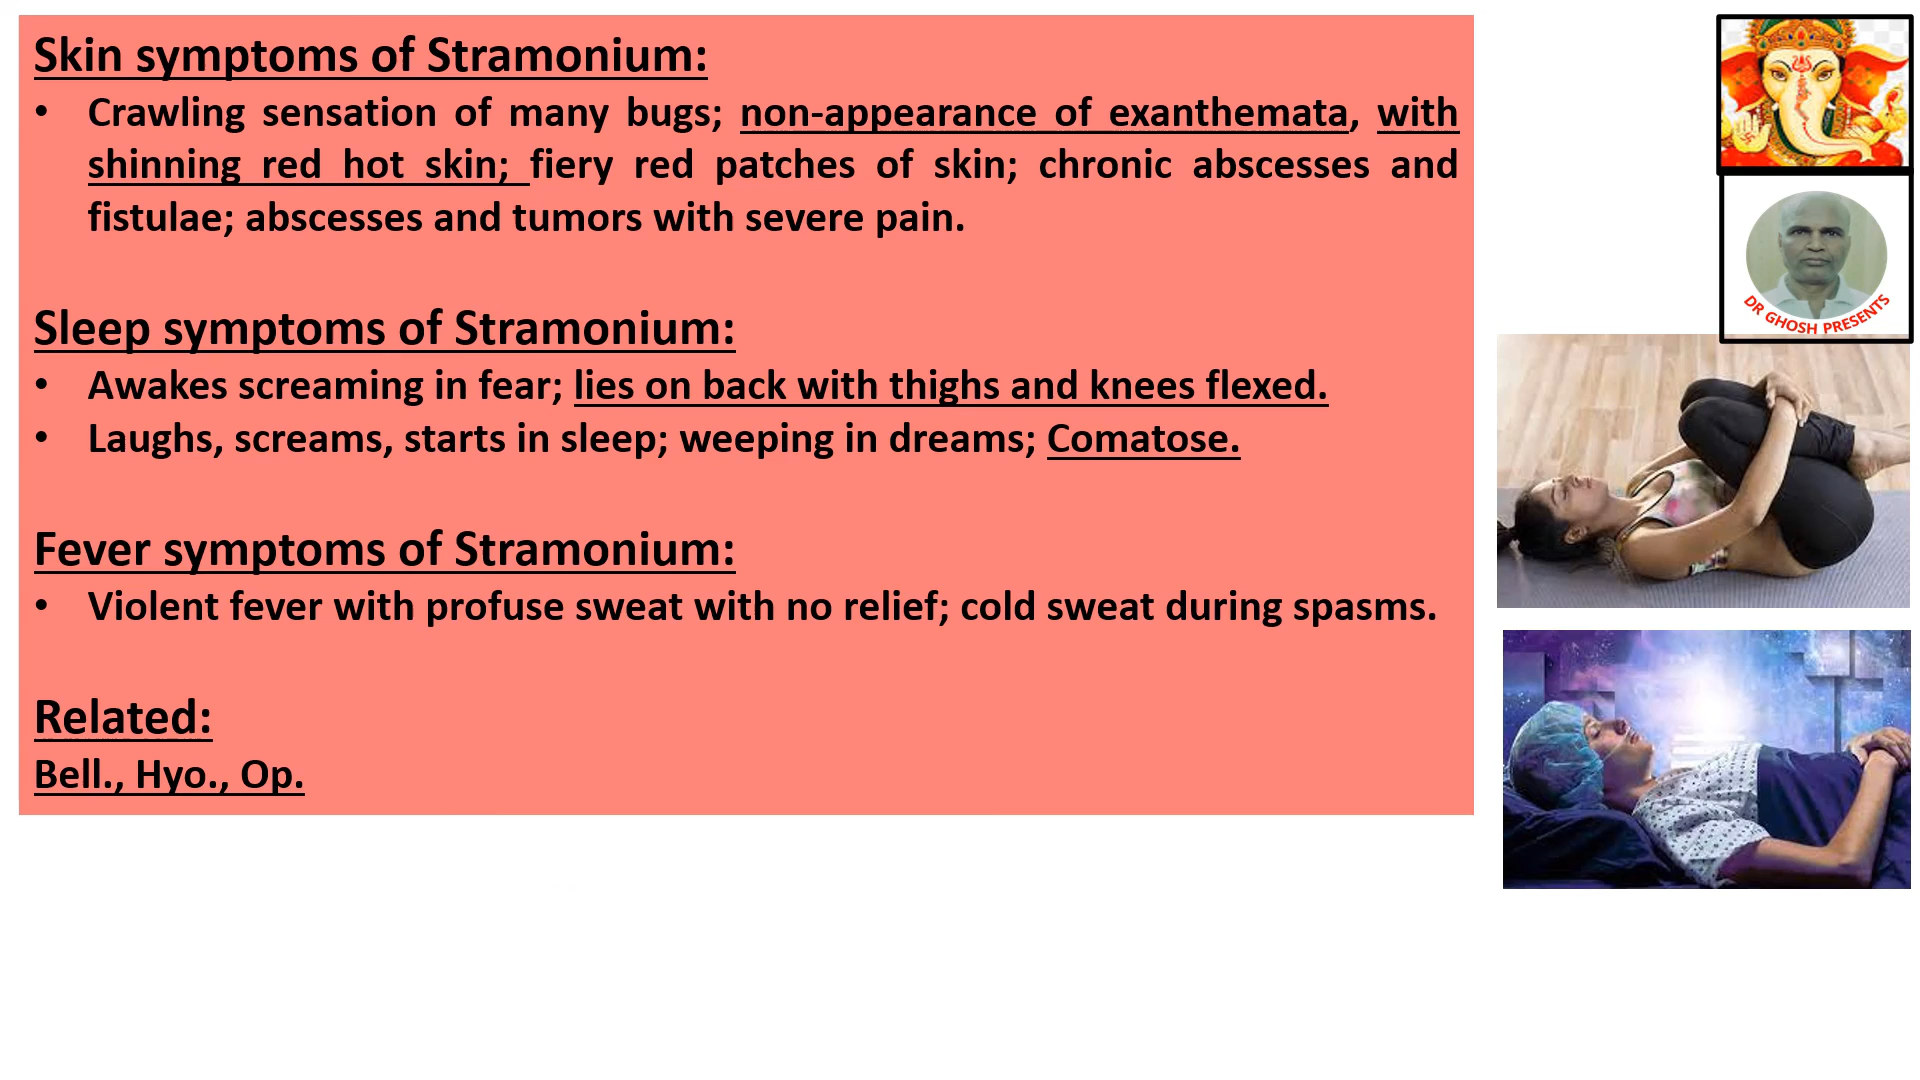 Skin symptoms of Stramonium:
• Crawling sensation of many bugs; non-appearance of exanthemata, with
shinning red hot skin; fiery red patches of skin; chronic abscesses and
fistulae; abscesses and tumors with severe pain.
Sleep symptoms of Stramonium:
• Awakes screaming in fear; lies on back with thighs and knees flexed.
• Laughs, screams, starts in sleep; weeping in dreams; Comatose.
Fever symptoms of Stramonium:
• Violent fever with profuse sweat with no relief; cold sweat during spasms.
Related:
Bell., Hyo., Op.
DR GHOSH PRESENTS